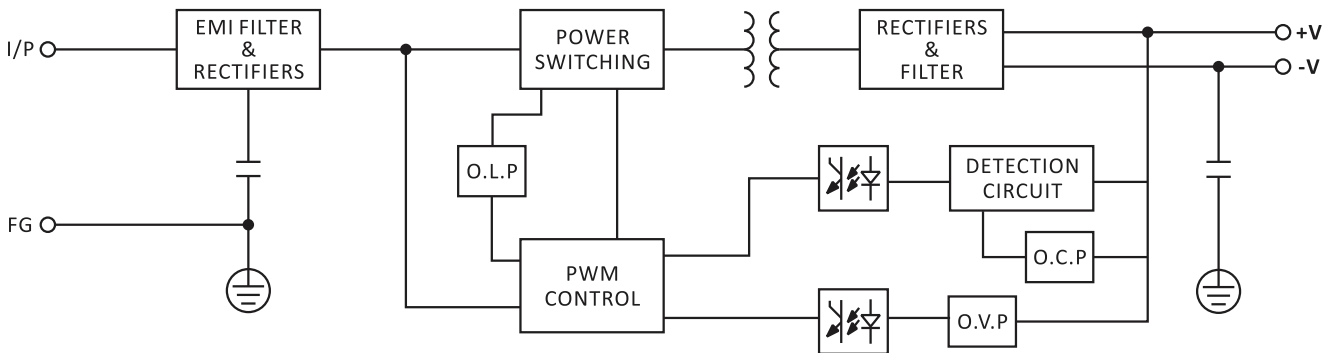 I/P
EMI FILTER
&
RECTIFIERS
POWER
SWITCHING
RECTIFIERS
&
FILTER
+V
-V
O.L.P
DETECTION
CIRCUIT
FG
O.C.P
PWM
CONTROL
O.V.P